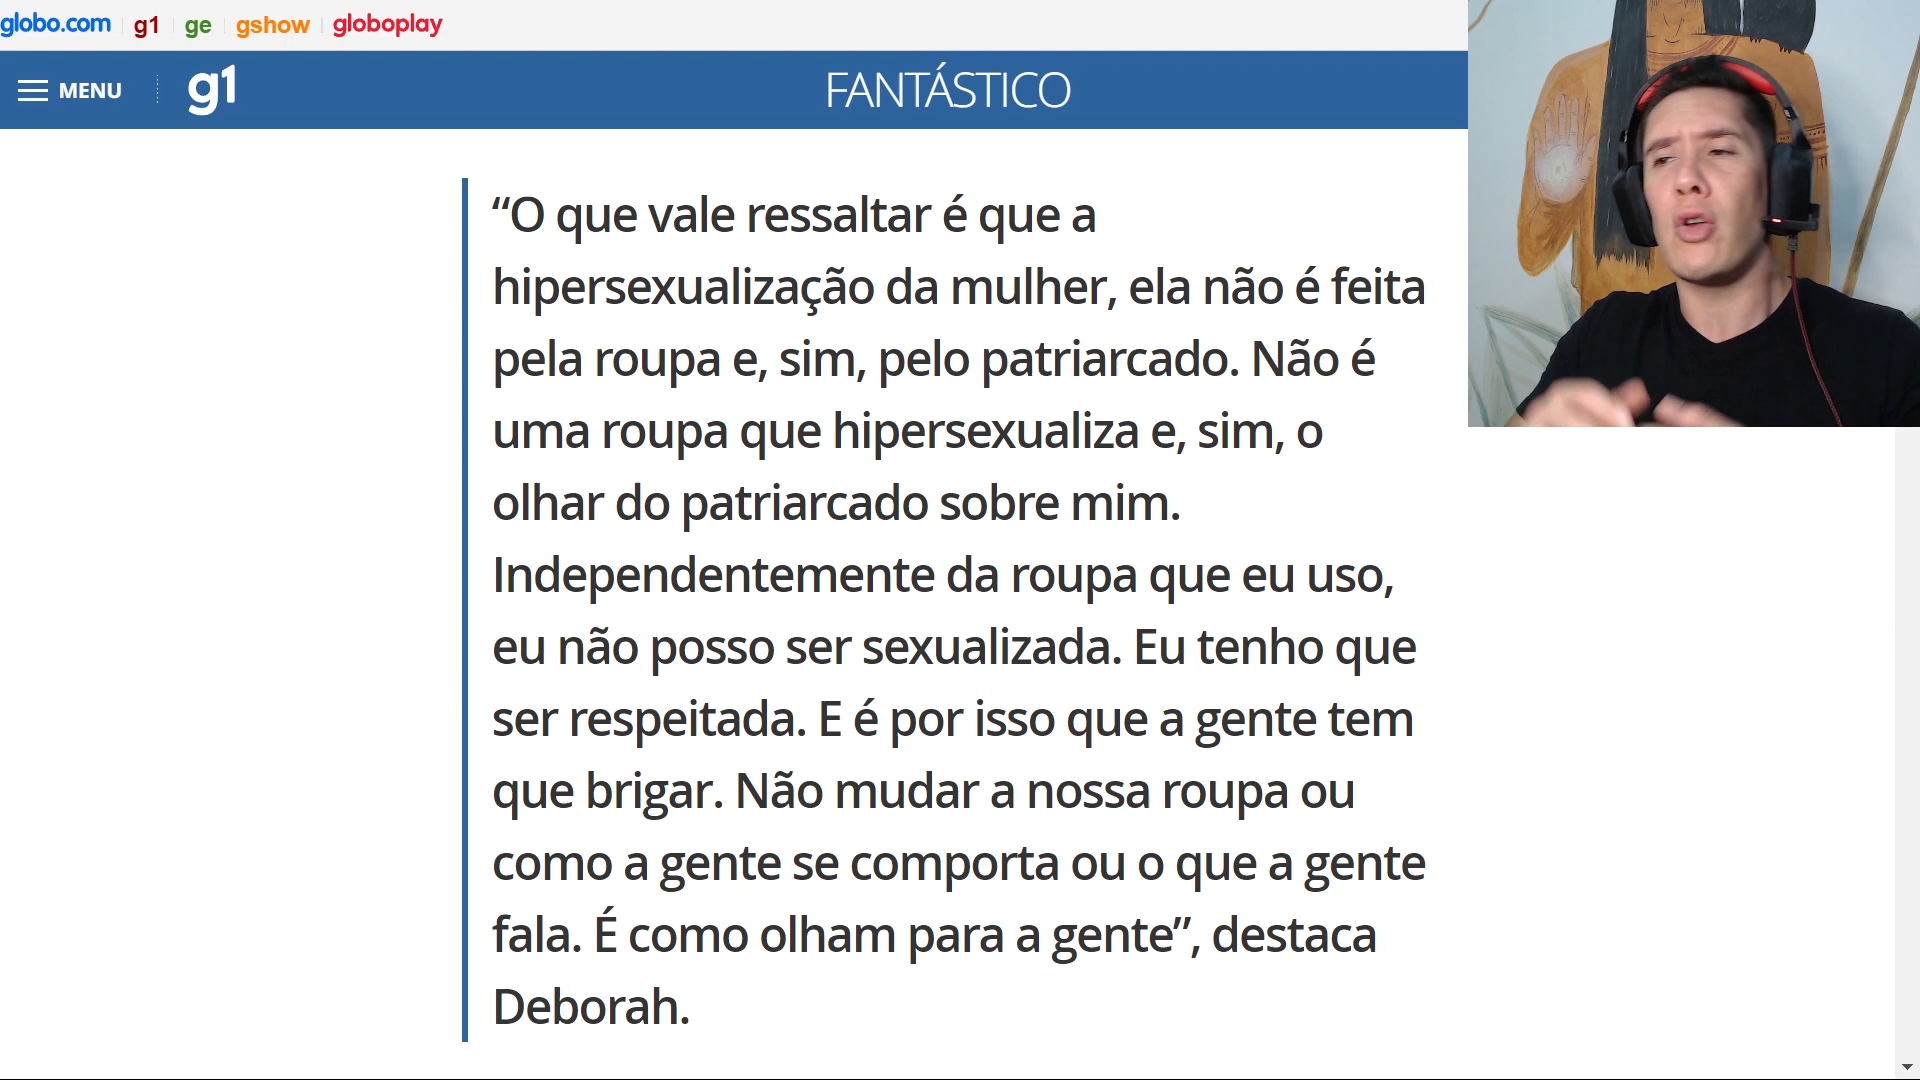 globo.com g1 ge gshow globoplay
MENU g1 FANTÁSTICO
“O que vale ressaltar é que a
hipersexualização da mulher, ela não é feita
pela roupa e, sim, pelo patriarcado. Não é
uma roupa que hipersexualiza e, sim, o
olhar do patriarcado sobre mim.
Independentemente da roupa que eu uso,
eu não posso ser sexualizada. Eu tenho que
ser respeitada. E é por isso que a gente tem
que brigar. Não mudar a nossa roupa ou
como a gente se comporta ou o que a gente
fala. É como olham para a gente”, destaca
Deborah.